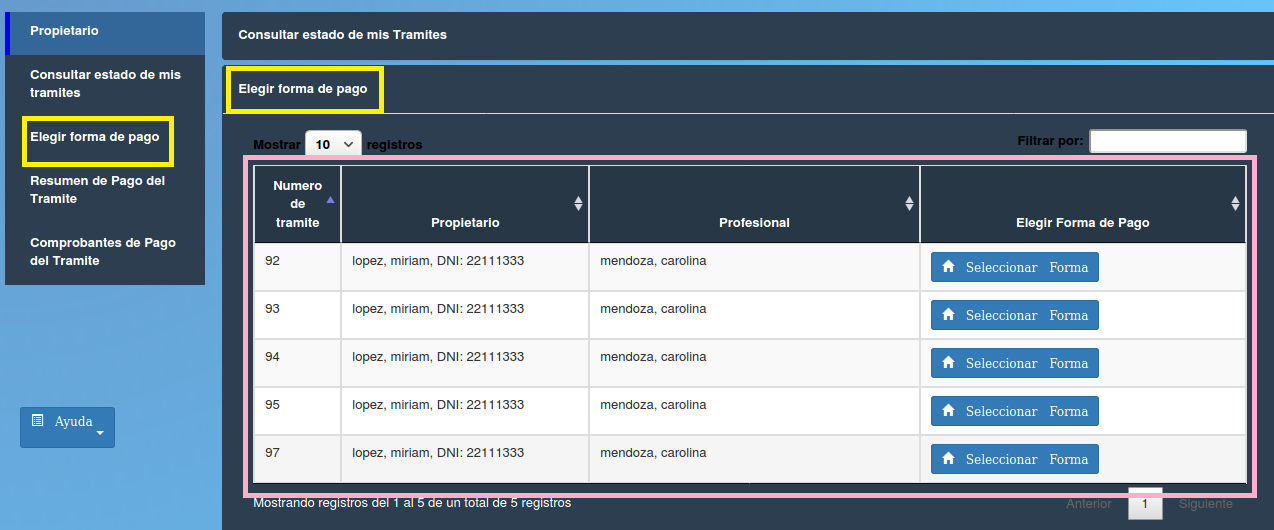 Propietario
Consultar estado de mis
tramites
Elegir forma de pago
Resumen de Pago del
Tramite
Comprobantes de Pago
del Tramite
Ayuda
Consultar estado de mis Tramites
Elegir forma de pago
Mostrar 10 registros
Filtrar por:
Numero
de
tramite
Propietario
Profesional
Elegir Forma de Pago
92 lopez, miriam, DNI: 22111333 mendoza, carolina Seleccionar Forma
93 lopez, miriam, DNI: 22111333 mendoza, carolina Seleccionar Forma
94 lopez, miriam, DNI: 22111333 mendoza, carolina Seleccionar Forma
95 lopez, miriam, DNI: 22111333 mendoza, carolina Seleccionar Forma
97 lopez, miriam, DNI: 22111333 mendoza, carolina Seleccionar Forma
Mostrando registros del 1 al 5 de un total de 5 registros
Anterior 1 Siguiente